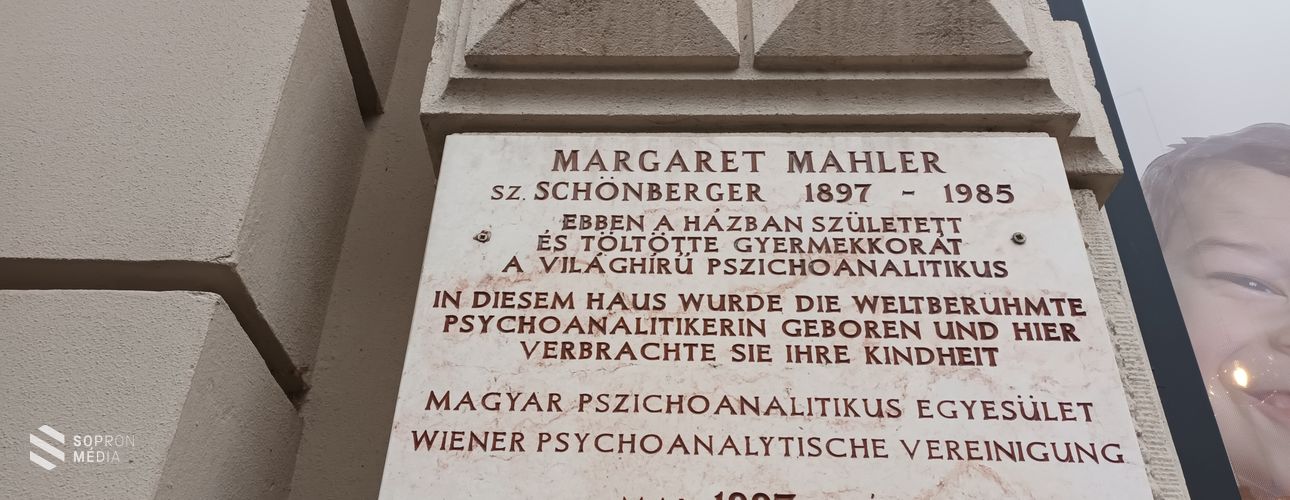 MARGARET MAHLER
SZ. SCHÖNBERGER 1897 - 1985
EBBEN A HÁZBAN SZÜLETETT
ÉS TÖLTÖTTE GYERMEKKORÁT
A VILÁGHÍRŰ PSZICHOANALITIKUS
IN DIESEM HAUS WURDE DIE WELTBERÜHMTE
PSYCHOANALITIKERIN GEBOREN UND HIER
VERBRACHTE SIE IHRE KINDHEIT
MAGYAR PSZICHOANALITIKUS EGYESÜLET
WIENER PSYCHOANALYTISCHE VEREINIGUNG
SOPRON
MÉDIA